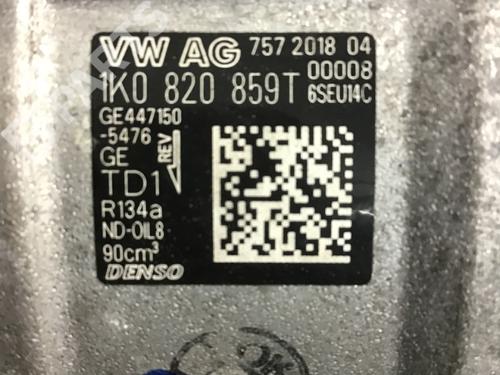 VW AG 757 2018 04
00008
1K0 820 859T 6SEU14C
GE447150
-5476
GE REV
TD1
R134a
ND-OIL8
90cm³
DENSO